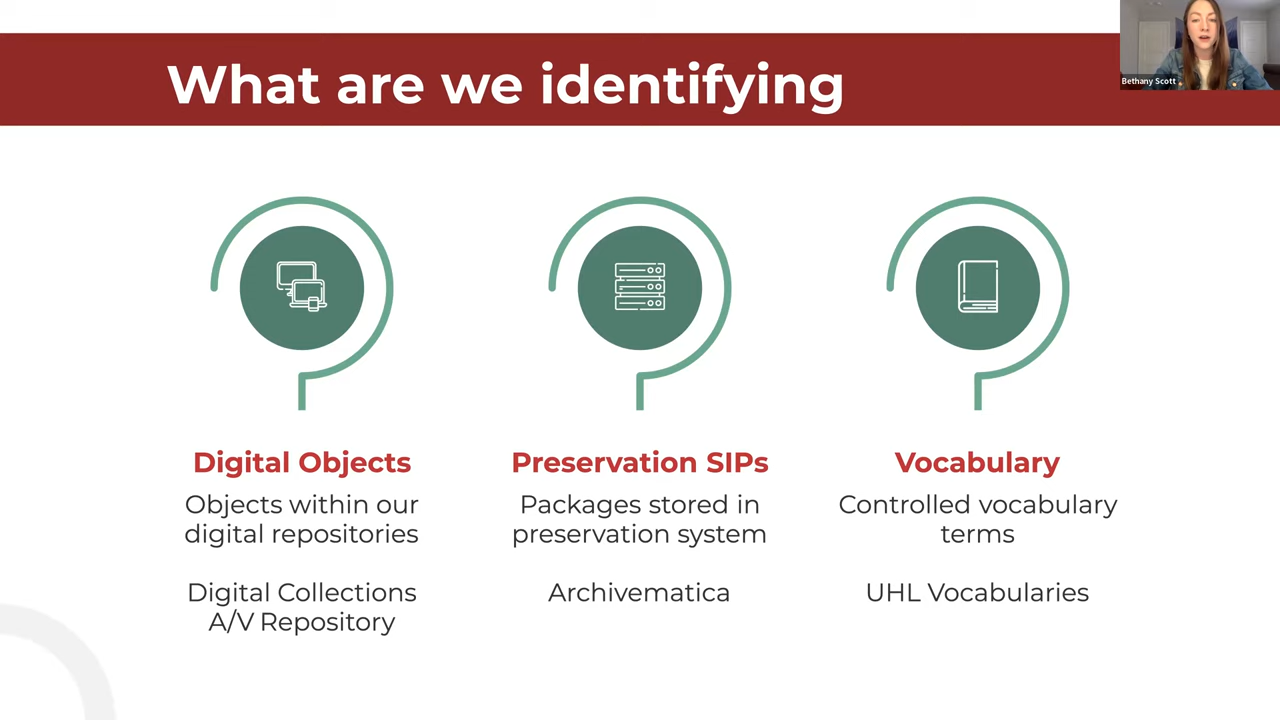 What are we identifying
Bethany Scott
Digital Objects
Objects within our
digital repositories
Digital Collections
A/V Repository
Preservation SIPs
Packages stored in
preservation system
Archivematica
Vocabulary
Controlled vocabulary
terms
UHL Vocabularies